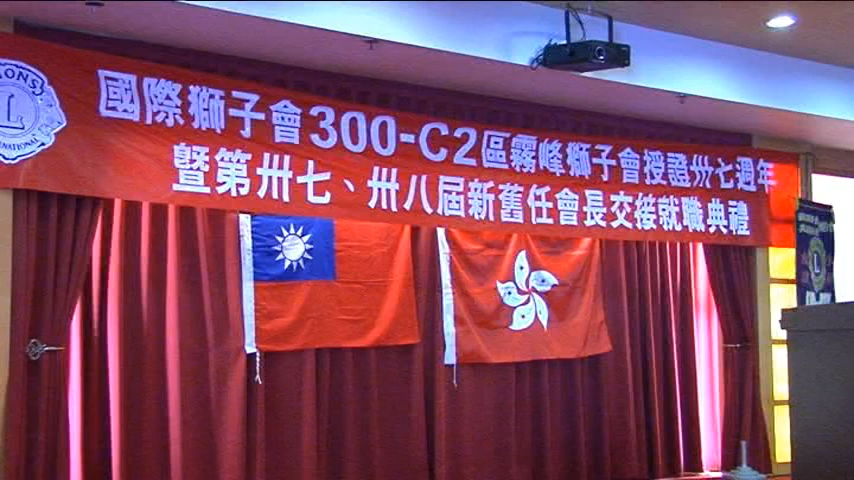 國際獅子會300-C2區霧峰獅子會授證卅七週年
暨第卅七、卅八屆新舊任會長交接就職典禮
LIONS
L
INTERNATIONAL
L